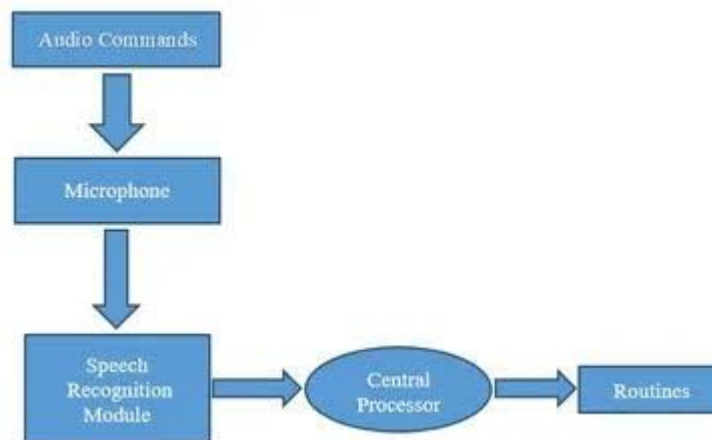 Audio Commands
Microphone
Speech
Recognition
Module
Central
Processor
Routines